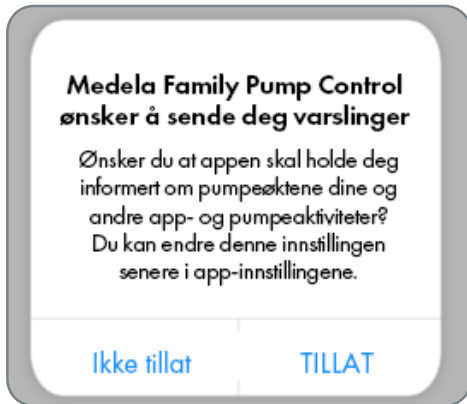 Medela Family Pump Control
ønsker å sende deg varslinger
Ønsker du at appen skal holde deg
informert om pumpeøktene dine og
andre app- og pumpeaktiviteter?
Du kan endre denne innstillingen
senere i app-innstillingene.
Ikke tillat TILLAT